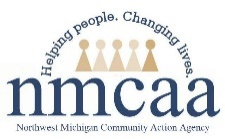 Helping people. Changing lives.
nmcaa
Northwest Michigan Community Action Agency